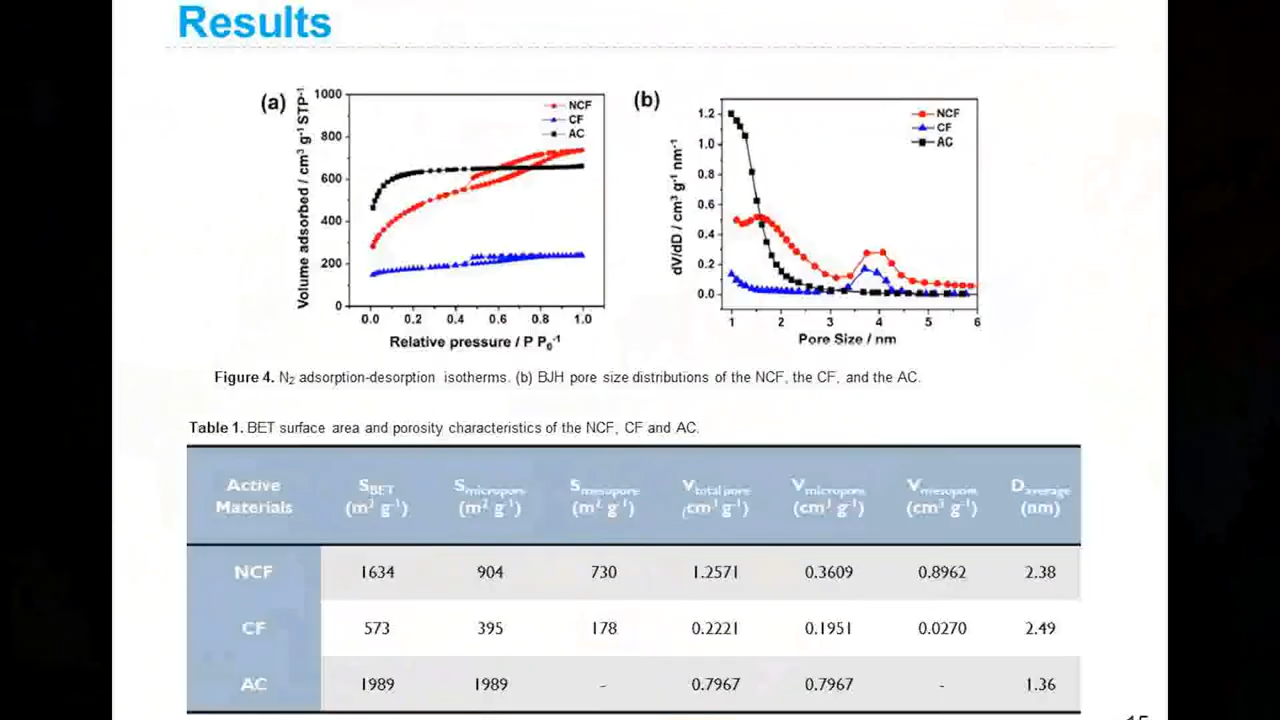 Results
(a)
1000
800
600
400
200
0
Volume adsorbed / cm³ g⁻¹ STP⁻¹
NCF
CF
AC
0.0 0.2 0.4 0.6 0.8 1.0
Relative pressure / P P₀⁻¹
(b)
1.2
1.0
0.8
0.6
0.4
0.2
0.0
dV/dD / cm³ g⁻¹ nm⁻¹
NCF
CF
AC
1 2 3 4 5 6
Pore Size / nm
Figure 4. N₂ adsorption-desorption isotherms. (b) BJH pore size distributions of the NCF, the CF, and the AC.
Table 1. BET surface area and porosity characteristics of the NCF, CF and AC.
Active Materials S_BET (m² g⁻¹) S_micropore (m² g⁻¹) S_mesopore (m² g⁻¹) V_total pore (cm³ g⁻¹) V_micropore (cm³ g⁻¹) V_mesopore (cm³ g⁻¹) D_average (nm)
NCF 1634 904 730 1.2571 0.3609 0.8962 2.38
CF 573 395 178 0.2221 0.1951 0.0270 2.49
AC 1989 1989 - 0.7967 0.7967 - 1.36